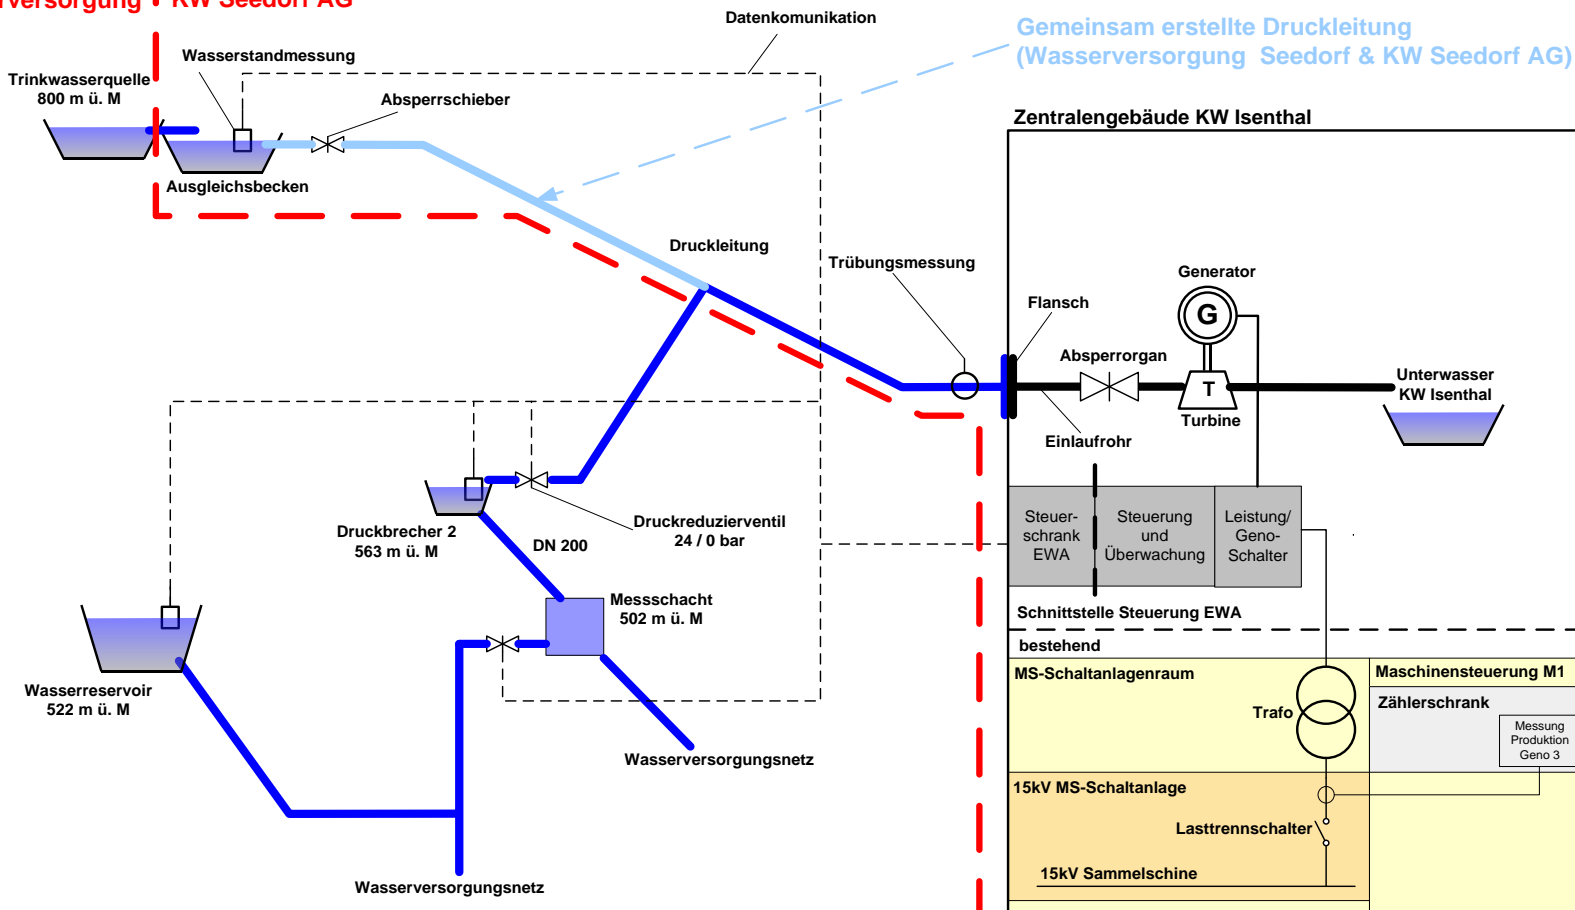 KW Seedorf AG
Datenkomunikation
Gemeinsam erstellte Druckleitung
(Wasserversorgung Seedorf & KW Seedorf AG)
Wasserstandmessung
Trinkwasserquelle
800 m ü. M
Absperrschieber
Zentralengebäude KW Isenthal
Ausgleichsbecken
Druckleitung
Trübungsmessung
Generator
G
Flansch
Absperrorgan
Unterwasser
KW Isenthal
T
Turbine
Einlaufrohr
Druckbrecher 2
563 m ü. M
DN 200
Druckreduzierventil
24 / 0 bar
Steuer-
schrank
EWA
Steuerung
und
Überwachung
Leistung/
Geno-
Schalter
Messschacht
502 m ü. M
Schnittstelle Steuerung EWA
bestehend
MS-Schaltanlagenraum
Maschinensteuerung M1
Wasserreservoir
522 m ü. M
Trafo
Zählerschrank
Messung
Produktion
Geno 3
Wasserversorgungsnetz
15kV MS-Schaltanlage
Lasttrennschalter
15kV Sammelschine
Wasserversorgungsnetz